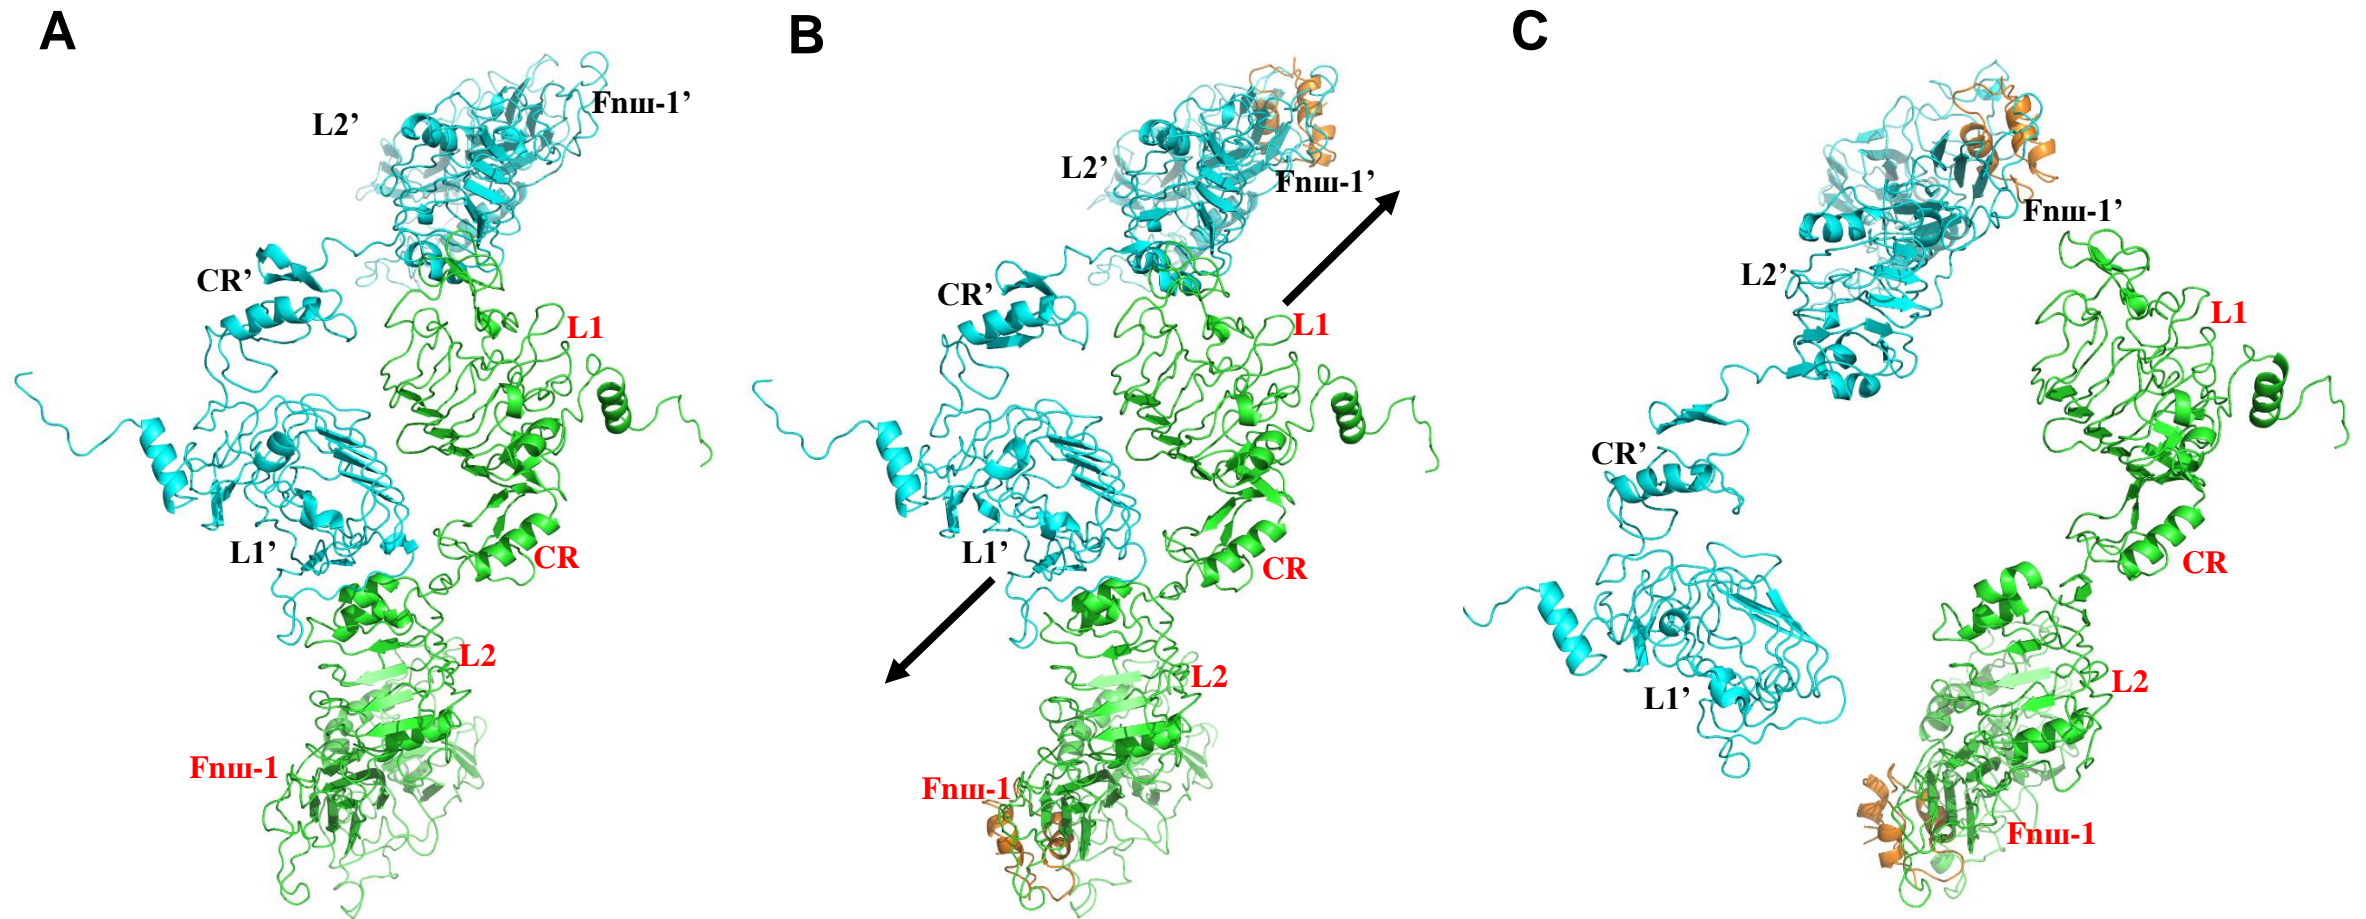 A
B
C
L2’
Fnш-1’
CR’
L1
L1’
CR
L2
Fnш-1
L2’
Fnш-1’
CR’
L1
L1’
CR
L2
Fnш-1
Fnш-1’
L2’
L1
CR’
CR
L1’
L2
Fnш-1